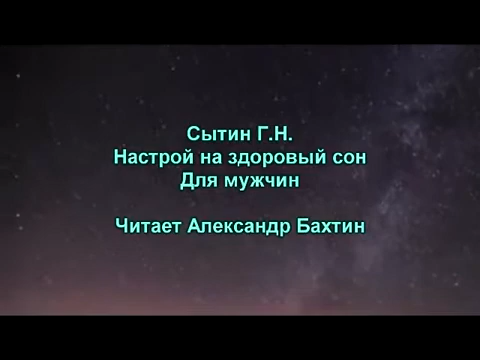 Сытин Г.Н.
Настрой на здоровый сон
Для мужчин
Читает Александр Бахтин